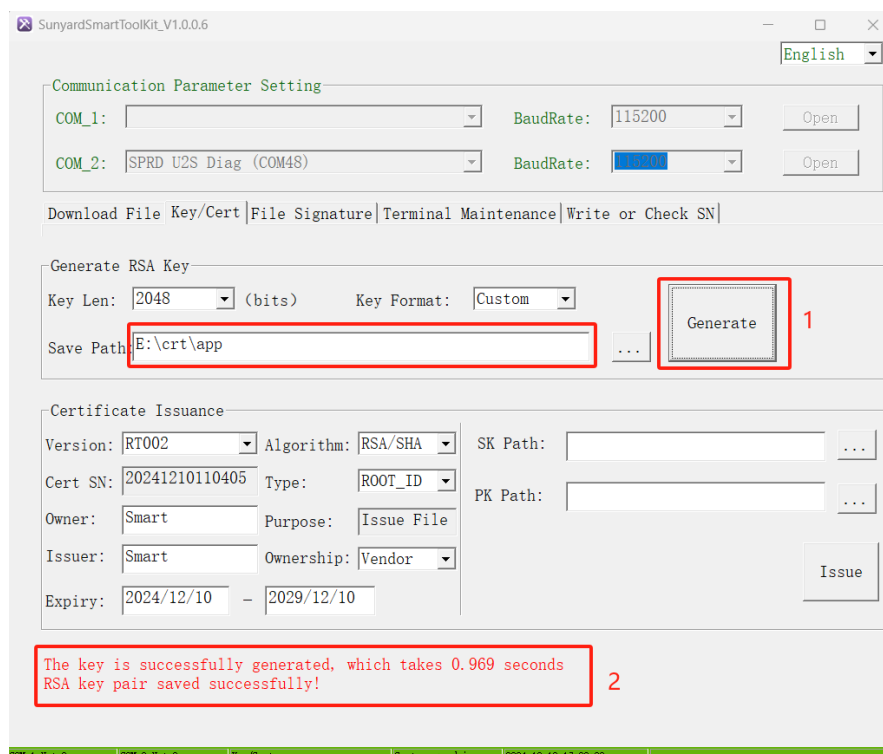 SunyardSmartToolKit_V1.0.0.6
English
Communication Parameter Setting
COM_1: BaudRate: 115200 Open
COM_2: SPRD U2S Diag (COM48) BaudRate: 115200 Open
Download File Key/Cert File Signature Terminal Maintenance Write or Check SN
Generate RSA Key
Key Len: 2048 (bits) Key Format: Custom
Generate 1
Save Path: E:\crt\app ...
Certificate Issuance
Version: RT002 Algorithm: RSA/SHA SK Path: ...
Cert SN: 20241210110405 Type: ROOT_ID
PK Path: ...
Owner: Smart Purpose: Issue File
Issuer: Smart Ownership: Vendor
Issue
Expiry: 2024/12/10 – 2029/12/10
The key is successfully generated, which takes 0.969 seconds
RSA key pair saved successfully!
2